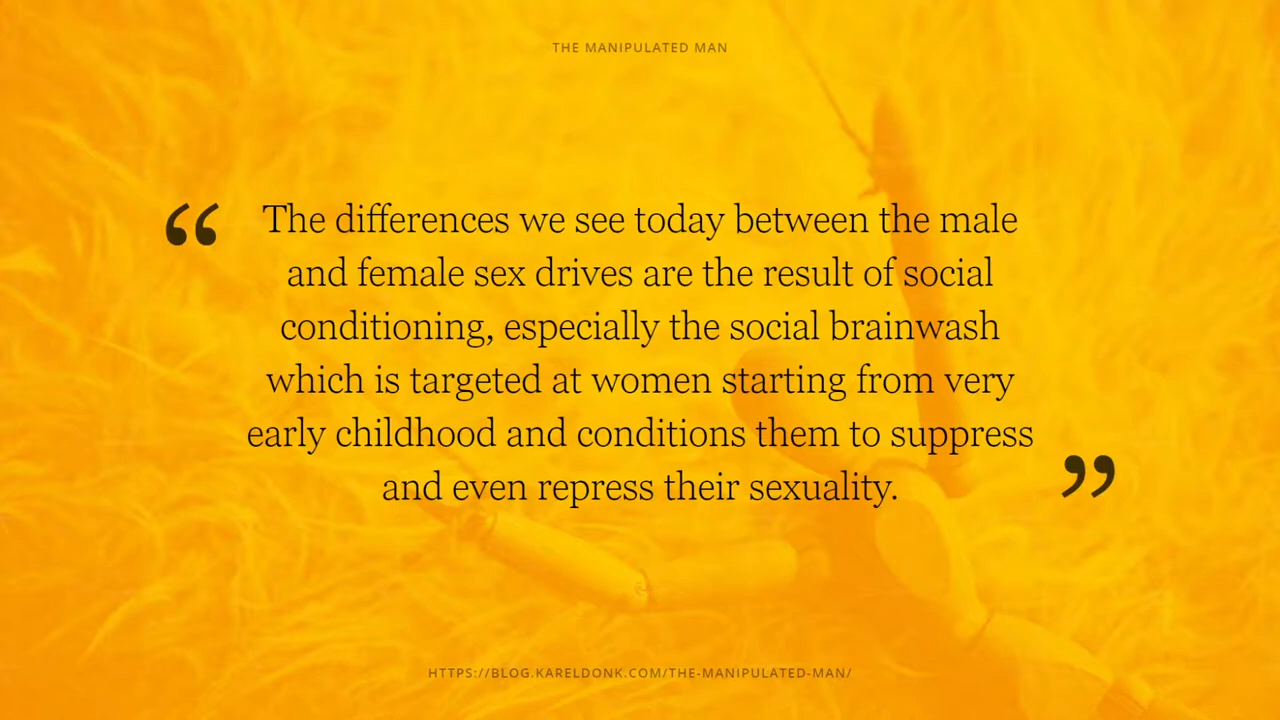 THE MANIPULATED MAN
“ The differences we see today between the male
and female sex drives are the result of social
conditioning, especially the social brainwash
which is targeted at women starting from very
early childhood and conditions them to suppress
and even repress their sexuality. ”
HTTPS://BLOG.KARELDONK.COM/THE-MANIPULATED-MAN/